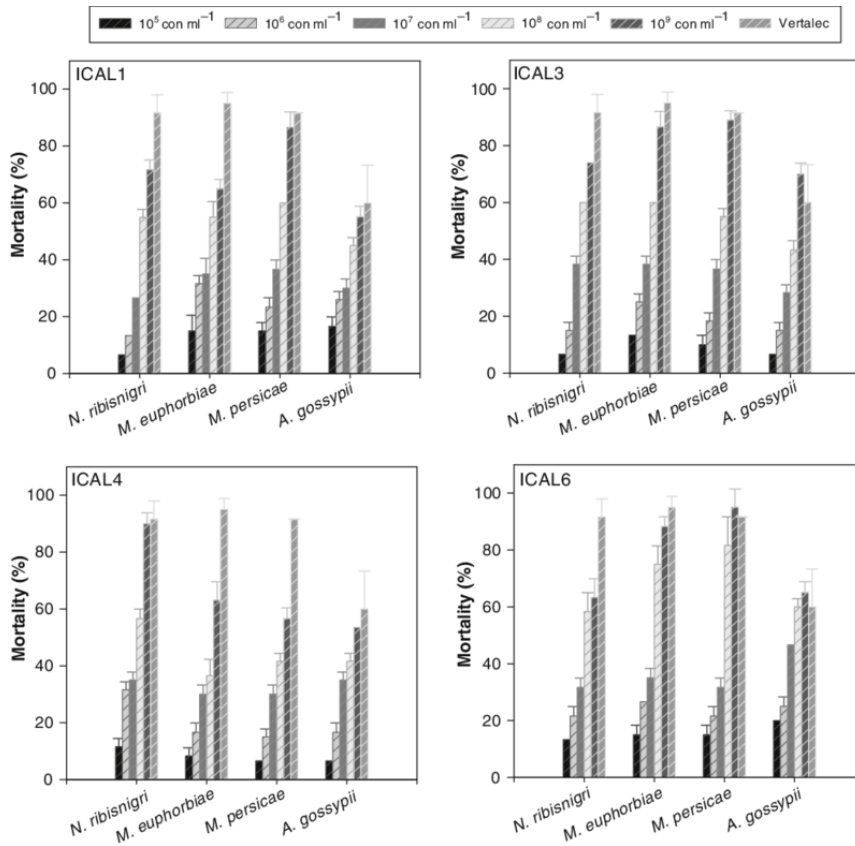 10⁵ con ml⁻¹ 10⁶ con ml⁻¹ 10⁷ con ml⁻¹ 10⁸ con ml⁻¹ 10⁹ con ml⁻¹ Vertalec
ICAL1
Mortality (%)
100
80
60
40
20
0
N. ribisnigri
M. euphorbiae
M. persicae
A. gossypii
ICAL3
Mortality (%)
100
80
60
40
20
0
N. ribisnigri
M. euphorbiae
M. persicae
A. gossypii
ICAL4
Mortality (%)
100
80
60
40
20
0
N. ribisnigri
M. euphorbiae
M. persicae
A. gossypii
ICAL6
Mortality (%)
100
80
60
40
20
0
N. ribisnigri
M. euphorbiae
M. persicae
A. gossypii